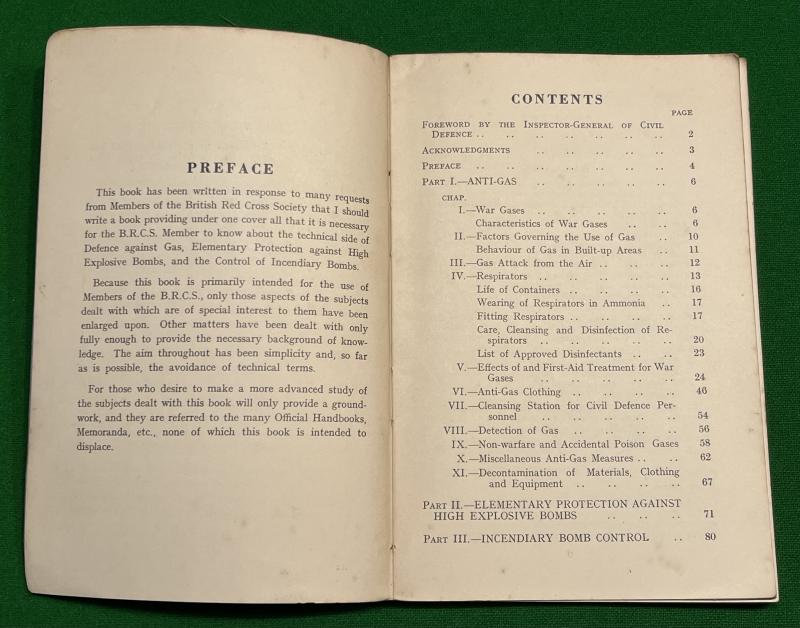 PREFACE
This book has been written in response to many requests
from Members of the British Red Cross Society that I should
write a book providing under one cover all that it is necessary
for the B.R.C.S. Member to know about the technical side of
Defence against Gas, Elementary Protection against High
Explosive Bombs, and the Control of Incendiary Bombs.
Because this book is primarily intended for the use of
Members of the B.R.C.S., only those aspects of the subjects
dealt with which are of special interest to them have been
enlarged upon. Other matters have been dealt with only
fully enough to provide the necessary background of know-
ledge. The aim throughout has been simplicity and, so far
as is possible, the avoidance of technical terms.
For those who desire to make a more advanced study of
the subjects dealt with this book will only provide a ground-
work, and they are referred to the many Official Handbooks,
Memoranda, etc., none of which this book is intended to
displace.
CONTENTS
PAGE
Foreword by the Inspector-General of Civil
Defence .. .. .. .. .. .. .. 2
Acknowledgments .. .. .. .. .. 3
Preface .. .. .. .. .. .. .. 4
Part I.—ANTI-GAS .. .. .. .. .. 6
CHAP.
I.—War Gases .. .. .. .. .. 6
Characteristics of War Gases .. .. 6
II.—Factors Governing the Use of Gas .. 10
Behaviour of Gas in Built-up Areas .. 11
III.—Gas Attack from the Air .. .. .. 12
IV.—Respirators .. .. .. .. .. 13
Life of Containers .. .. .. .. 16
Wearing of Respirators in Ammonia .. 17
Fitting Respirators .. .. .. .. 17
Care, Cleansing and Disinfection of Re-
spirators .. .. .. .. .. 20
List of Approved Disinfectants .. .. 23
V.—Effects of and First-Aid Treatment for War
Gases .. .. .. .. .. 24
VI.—Anti-Gas Clothing .. .. .. .. 46
VII.—Cleansing Station for Civil Defence Per-
sonnel .. .. .. .. .. 54
VIII.—Detection of Gas .. .. .. .. 56
IX.—Non-warfare and Accidental Poison Gases 58
X.—Miscellaneous Anti-Gas Measures .. .. 62
XI.—Decontamination of Materials, Clothing
and Equipment .. .. .. .. 67
Part II.—ELEMENTARY PROTECTION AGAINST
HIGH EXPLOSIVE BOMBS .. .. .. 71
Part III.—INCENDIARY BOMB CONTROL .. 80